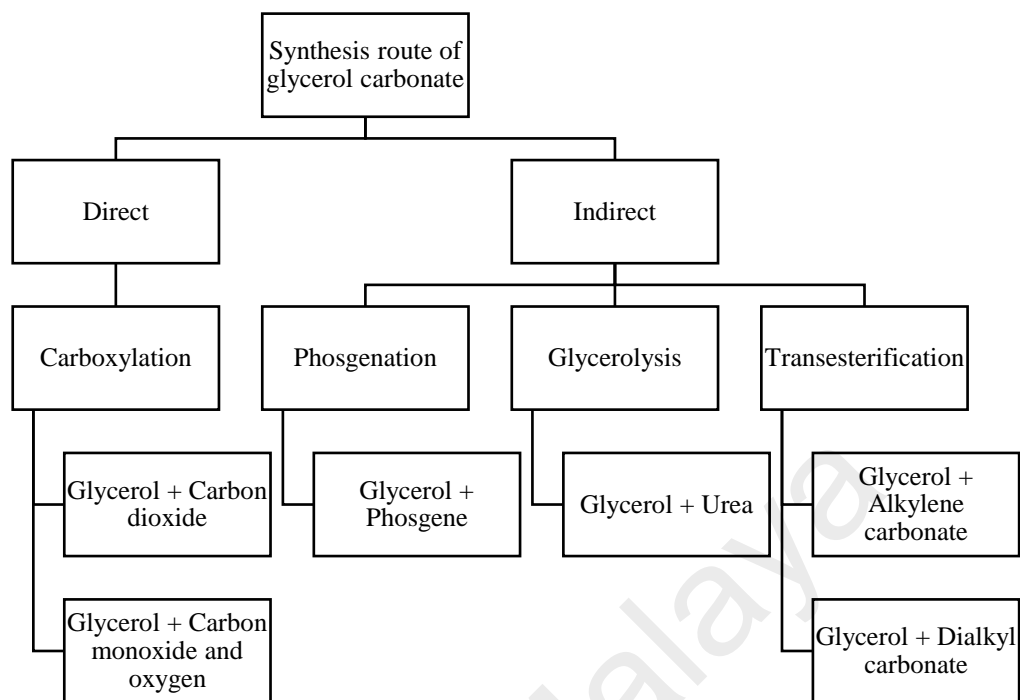 Synthesis route of
glycerol carbonate
Direct
Indirect
Carboxylation
Phosgenation
Glycerolysis
Transesterification
Glycerol + Carbon
dioxide
Glycerol +
Phosgene
Glycerol + Urea
Glycerol +
Alkylene
carbonate
Glycerol + Carbon
monoxide and
oxygen
Glycerol + Dialkyl
carbonate
alaya